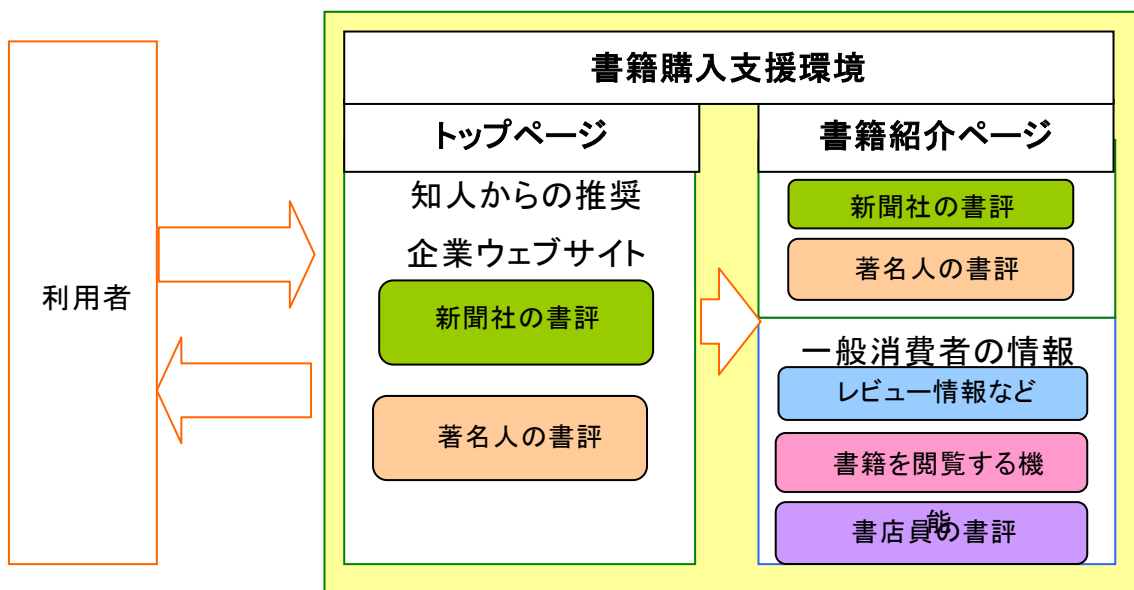 利用者
書籍購入支援環境
トップページ
知人からの推奨
企業ウェブサイト
新聞社の書評
著名人の書評
書籍紹介ページ
新聞社の書評
著名人の書評
一般消費者の情報
レビュー情報など
書籍を閲覧する機
能
書店員の書評